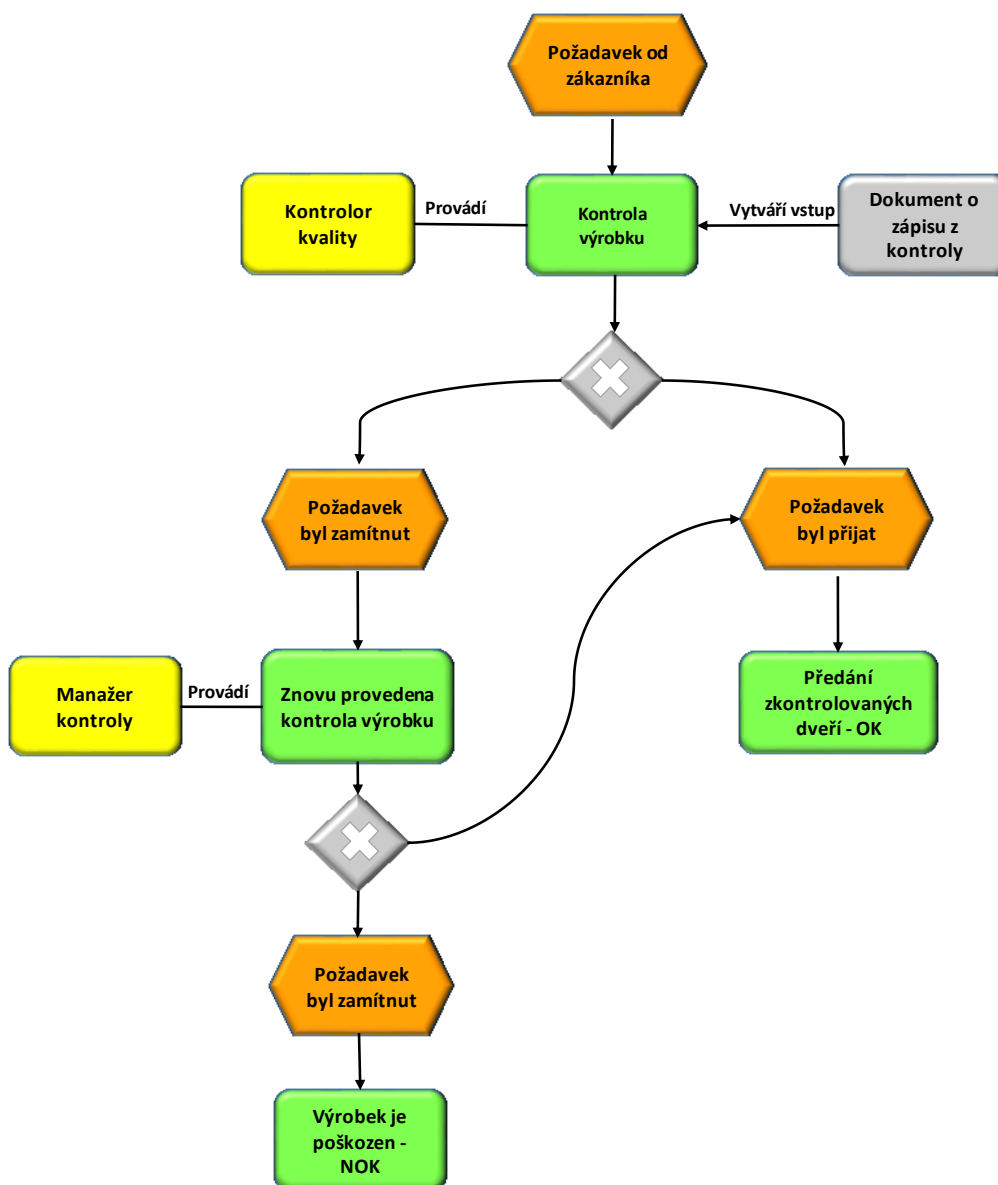 Požadavek od
zákazníka
Kontrolor
kvality
Provádí
Kontrola
výrobku
Vytváří vstup
Dokument o
zápisu z
kontroly
Požadavek
byl zamítnut
Požadavek
byl přijat
Manažer
kontroly
Provádí
Znovu provedena
kontrola výrobku
Předání
zkontrolovaných
dveří - OK
Požadavek
byl zamítnut
Výrobek je
poškozen -
NOK